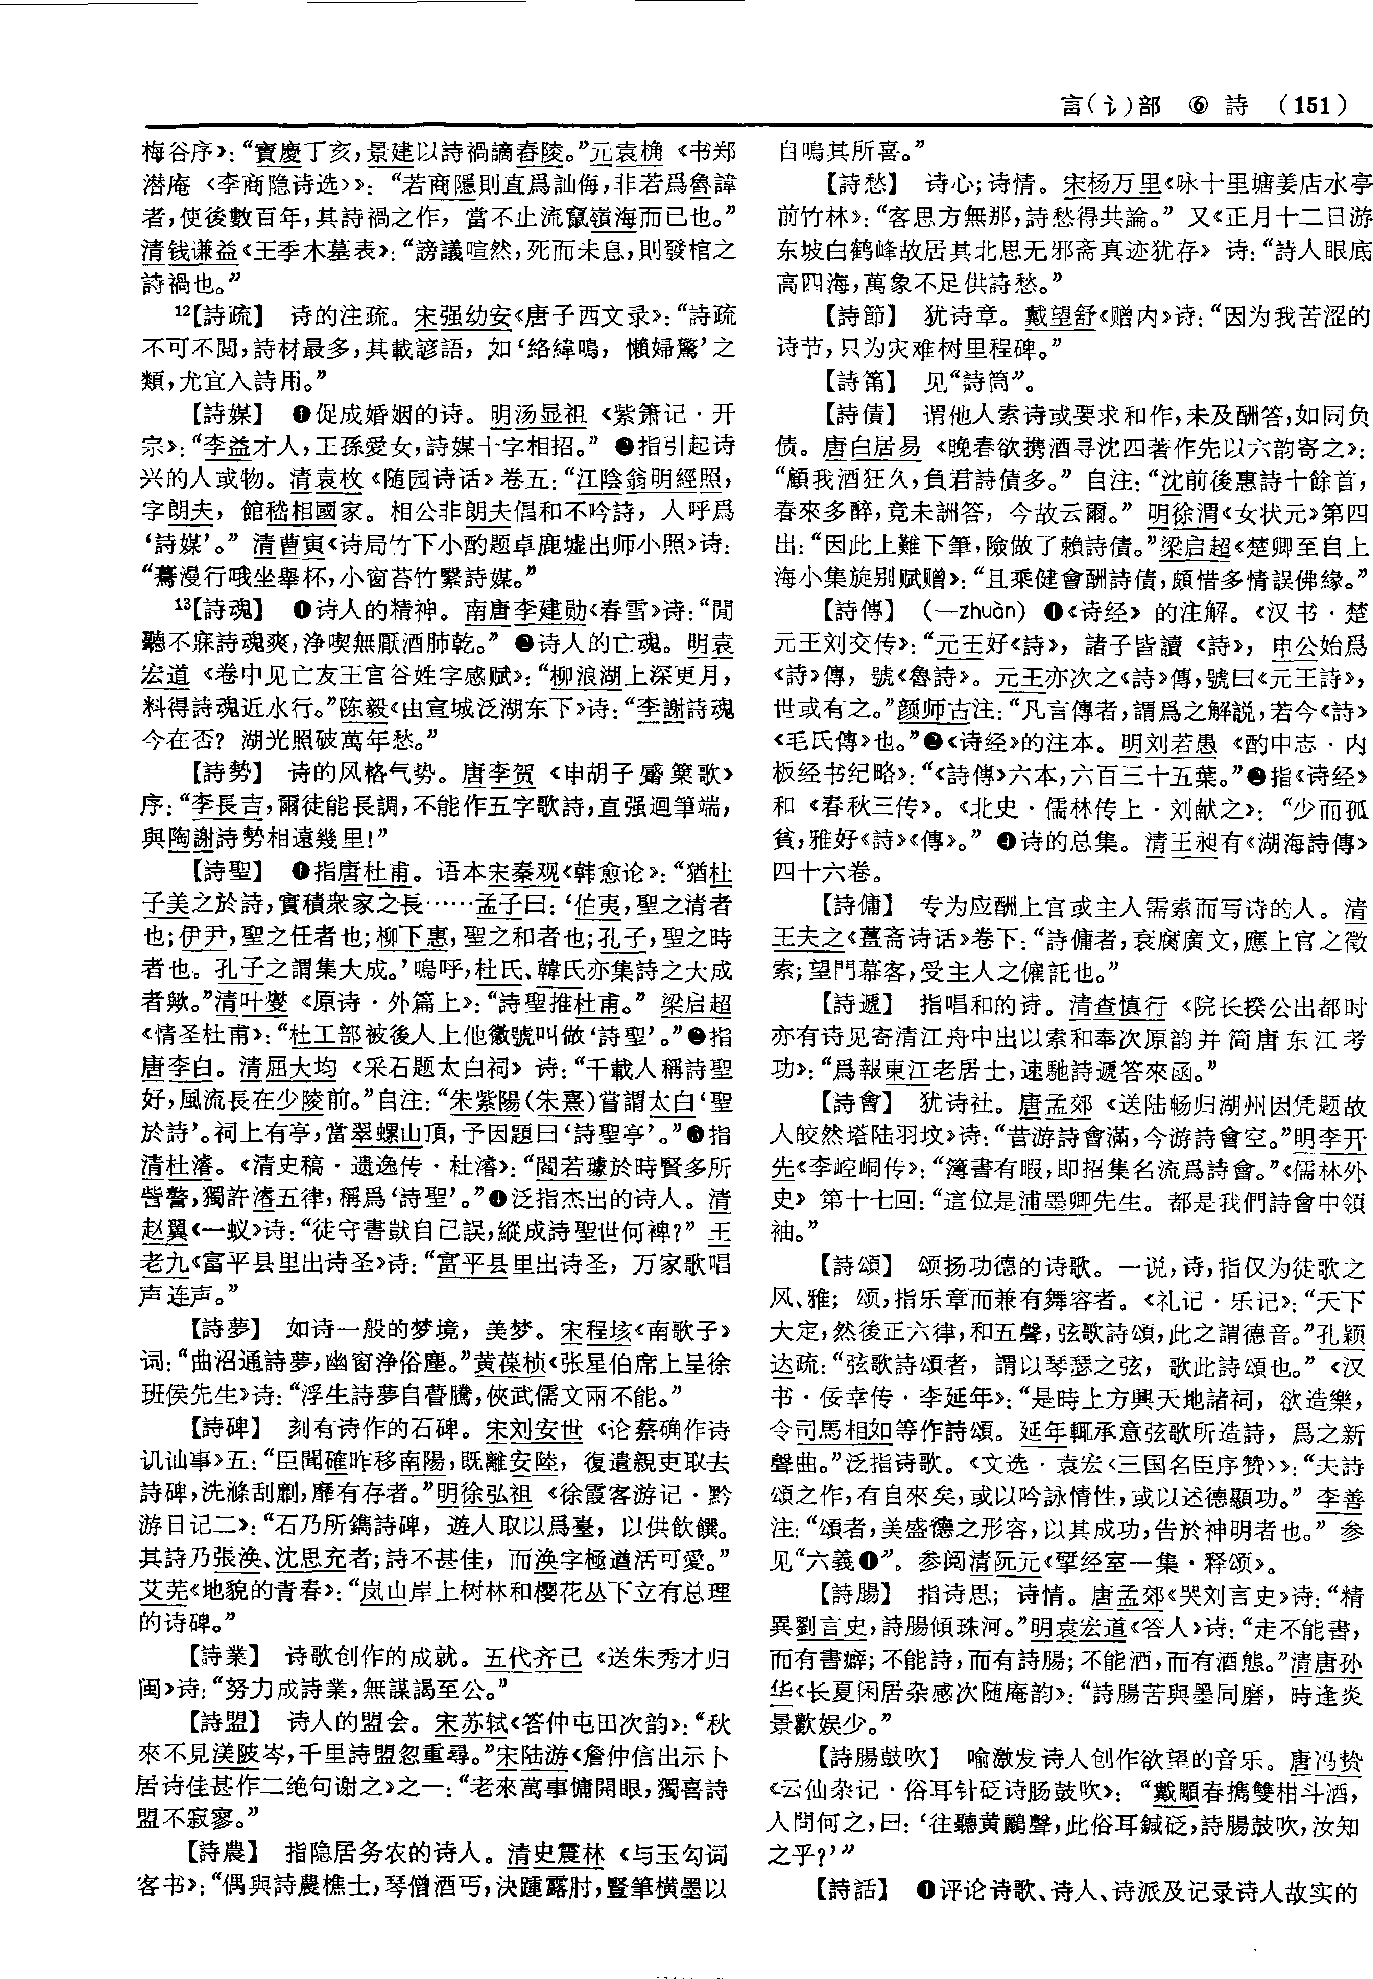 言(讠)部　⑥　詩　(151)
梅谷序》：“寶慶丁亥，景建以詩禍謫舂陵。”元袁桷《书郑
潜庵〈李商隐诗选〉》：“若商隱則直爲訕侮，非若爲魯諱
者，使後數百年，其詩禍之作，當不止流竄嶺海而已也。”
清钱谦益《王季木墓表》：“謗議喧然，死而未息，則發棺之
詩禍也。”
¹²【詩疏】　诗的注疏。宋强幼安《唐子西文录》：“詩疏
不可不閲，詩材最多，其載諺語，如‘絡緯鳴，懶婦驚’之
類，尤宜入詩用。”
【詩媒】　❶促成婚姻的诗。明汤显祖《紫箫记·开
宗》：“李益才人，王孫愛女，詩媒十字相招。”❷指引起诗
兴的人或物。清袁枚《随园诗话》卷五：“江陰翁明經照，
字朗夫，館嵇相國家。相公非朗夫倡和不吟詩，人呼爲
‘詩媒’。”清曹寅《诗局竹下小酌题卓鹿墟出师小照》诗：
“驀漫行哦坐舉杯，小窗苔竹繫詩媒。”
¹³【詩魂】　❶诗人的精神。南唐李建勋《春雪》诗：“閒
聽不寐詩魂爽，浄喫無厭酒肺乾。”❷诗人的亡魂。明袁
宏道《卷中见亡友王官谷姓字感赋》：“柳浪湖上深更月，
料得詩魂近水行。”陈毅《由宣城泛湖东下》诗：“李謝詩魂
今在否？湖光照破萬年愁。”
【詩勢】　诗的风格气势。唐李贺《申胡子觱篥歌》
序：“李長吉，爾徒能長調，不能作五字歌詩，直强迴筆端，
與陶謝詩勢相遠幾里！”
【詩聖】　❶指唐杜甫。语本宋秦观《韩愈论》：“猶杜
子美之於詩，實積衆家之長……孟子曰：‘伯夷，聖之清者
也；伊尹，聖之任者也；柳下惠，聖之和者也；孔子，聖之時
者也。孔子之謂集大成。’嗚呼，杜氏、韓氏亦集詩之大成
者歟。”清叶燮《原诗·外篇上》：“詩聖推杜甫。”梁启超
《情圣杜甫》：“杜工部被後人上他徽號叫做‘詩聖’。”❷指
唐李白。清屈大均《采石题太白祠》诗：“千載人稱詩聖
好，風流長在少陵前。”自注：“朱紫陽（朱熹）嘗謂太白‘聖
於詩’。祠上有亭，當翠螺山頂，予因題曰‘詩聖亭’。”❸指
清杜濬。《清史稿·遗逸传·杜濬》：“閻若璩於時賢多所
訾謷，獨許濬五律，稱爲‘詩聖’。”❹泛指杰出的诗人。清
赵翼《一蚁》诗：“徒守書獃自己誤，縱成詩聖世何裨？”王
老九《富平县里出诗圣》诗：“富平县里出诗圣，万家歌唱
声连声。”
【詩夢】　如诗一般的梦境，美梦。宋程垓《南歌子》
词：“曲沼通詩夢，幽窗浄俗塵。”黄葆桢《张星伯席上呈徐
班侯先生》诗：“浮生詩夢自瞢騰，俠武儒文兩不能。”
【詩碑】　刻有诗作的石碑。宋刘安世《论蔡确作诗
讥讪事》五：“臣聞確昨移南陽，既離安陸，復遣親吏取去
詩碑，洗滌刮劘，靡有存者。”明徐弘祖《徐霞客游记·黔
游日记二》：“石乃所鐫詩碑，遊人取以爲臺，以供飲饌。
其詩乃張涣、沈思充者；詩不甚佳，而涣字極遒活可愛。”
艾芜《地貌的青春》：“岚山岸上树林和樱花丛下立有总理
的诗碑。”
【詩業】　诗歌创作的成就。五代齐己《送朱秀才归
闽》诗：“努力成詩業，無謀謁至公。”
【詩盟】　诗人的盟会。宋苏轼《答仲屯田次韵》：“秋
來不見渼陂岑，千里詩盟忽重尋。”宋陆游《詹仲信出示卜
居诗佳甚作二绝句谢之》之一：“老來萬事慵開眼，獨喜詩
盟不寂寥。”
【詩農】　指隐居务农的诗人。清史震林《与玉勾词
客书》：“偶與詩農樵士，琴僧酒丐，決踵露肘，豎筆横墨以
自鳴其所喜。”
【詩愁】　诗心；诗情。宋杨万里《咏十里塘姜店水亭
前竹林》：“客思方無那，詩愁得共論。”又《正月十二日游
东坡白鹤峰故居其北思无邪斋真迹犹存》诗：“詩人眼底
高四海，萬象不足供詩愁。”
【詩節】　犹诗章。戴望舒《赠内》诗：“因为我苦涩的
诗节，只为灾难树里程碑。”
【詩筩】　见“詩筒”。
【詩債】　谓他人索诗或要求和作，未及酬答，如同负
债。唐白居易《晚春欲携酒寻沈四著作先以六韵寄之》：
“顧我酒狂久，負君詩債多。”自注：“沈前後惠詩十餘首，
春來多醉，竟未詶答，今故云爾。”明徐渭《女状元》第四
出：“因此上難下筆，險做了賴詩債。”梁启超《楚卿至自上
海小集旋别赋赠》：“且乘健會酬詩債，頗惜多情誤佛緣。”
【詩傳】　（—zhuàn）❶《诗经》的注解。《汉书·楚
元王刘交传》：“元王好《詩》，諸子皆讀《詩》，申公始爲
《詩》傳，號《魯詩》。元王亦次之《詩》傳，號曰《元王詩》，
世或有之。”颜师古注：“凡言傳者，謂爲之解説，若今《詩》
《毛氏傳》也。”❷《诗经》的注本。明刘若愚《酌中志·内
板经书纪略》：“《詩傳》六本，六百三十五葉。”❸指《诗经》
和《春秋三传》。《北史·儒林传上·刘献之》：“少而孤
貧，雅好《詩》《傳》。”❹诗的总集。清王昶有《湖海詩傳》
四十六卷。
【詩傭】　专为应酬上官或主人需索而写诗的人。清
王夫之《薑斋诗话》卷下：“詩傭者，衰腐廣文，應上官之徵
索；望門幕客，受主人之僱託也。”
【詩遞】　指唱和的诗。清查慎行《院长揆公出都时
亦有诗见寄清江舟中出以索和奉次原韵并简唐东江考
功》：“爲報東江老居士，速馳詩遞答來函。”
【詩會】　犹诗社。唐孟郊《送陆畅归湖州因凭题故
人皎然塔陆羽坟》诗：“昔游詩會滿，今游詩會空。”明李开
先《李崆峒传》：“簿書有暇，即招集名流爲詩會。”《儒林外
史》第十七回：“這位是浦墨卿先生。都是我們詩會中領
袖。”
【詩頌】　颂扬功德的诗歌。一说，诗，指仅为徒歌之
风、雅；颂，指乐章而兼有舞容者。《礼记·乐记》：“天下
大定，然後正六律，和五聲，弦歌詩頌，此之謂德音。”孔颖
达疏：“弦歌詩頌者，謂以琴瑟之弦，歌此詩頌也。”《汉
书·佞幸传·李延年》：“是時上方興天地諸祠，欲造樂，
令司馬相如等作詩頌。延年輒承意弦歌所造詩，爲之新
聲曲。”泛指诗歌。《文选·袁宏〈三国名臣序赞〉》：“夫詩
頌之作，有自來矣，或以吟詠情性，或以述德顯功。”李善
注：“頌者，美盛德之形容，以其成功，告於神明者也。”参
见“六義❶”。参阅清阮元《揅经室一集·释颂》。
【詩腸】　指诗思；诗情。唐孟郊《哭刘言史》诗：“精
異劉言史，詩腸傾珠河。”明袁宏道《答人》诗：“走不能書，
而有書癖；不能詩，而有詩腸；不能酒，而有酒態。”清唐孙
华《长夏闲居杂感次随庵韵》：“詩腸苦與墨同磨，時逢炎
景歡娱少。”
【詩腸鼓吹】　喻激发诗人创作欲望的音乐。唐冯贽
《云仙杂记·俗耳针砭诗肠鼓吹》：“戴顒春攜雙柑斗酒，
人問何之，曰：‘往聽黄鸝聲，此俗耳鍼砭，詩腸鼓吹，汝知
之乎？’”
【詩話】　❶评论诗歌、诗人、诗派及记录诗人故实的